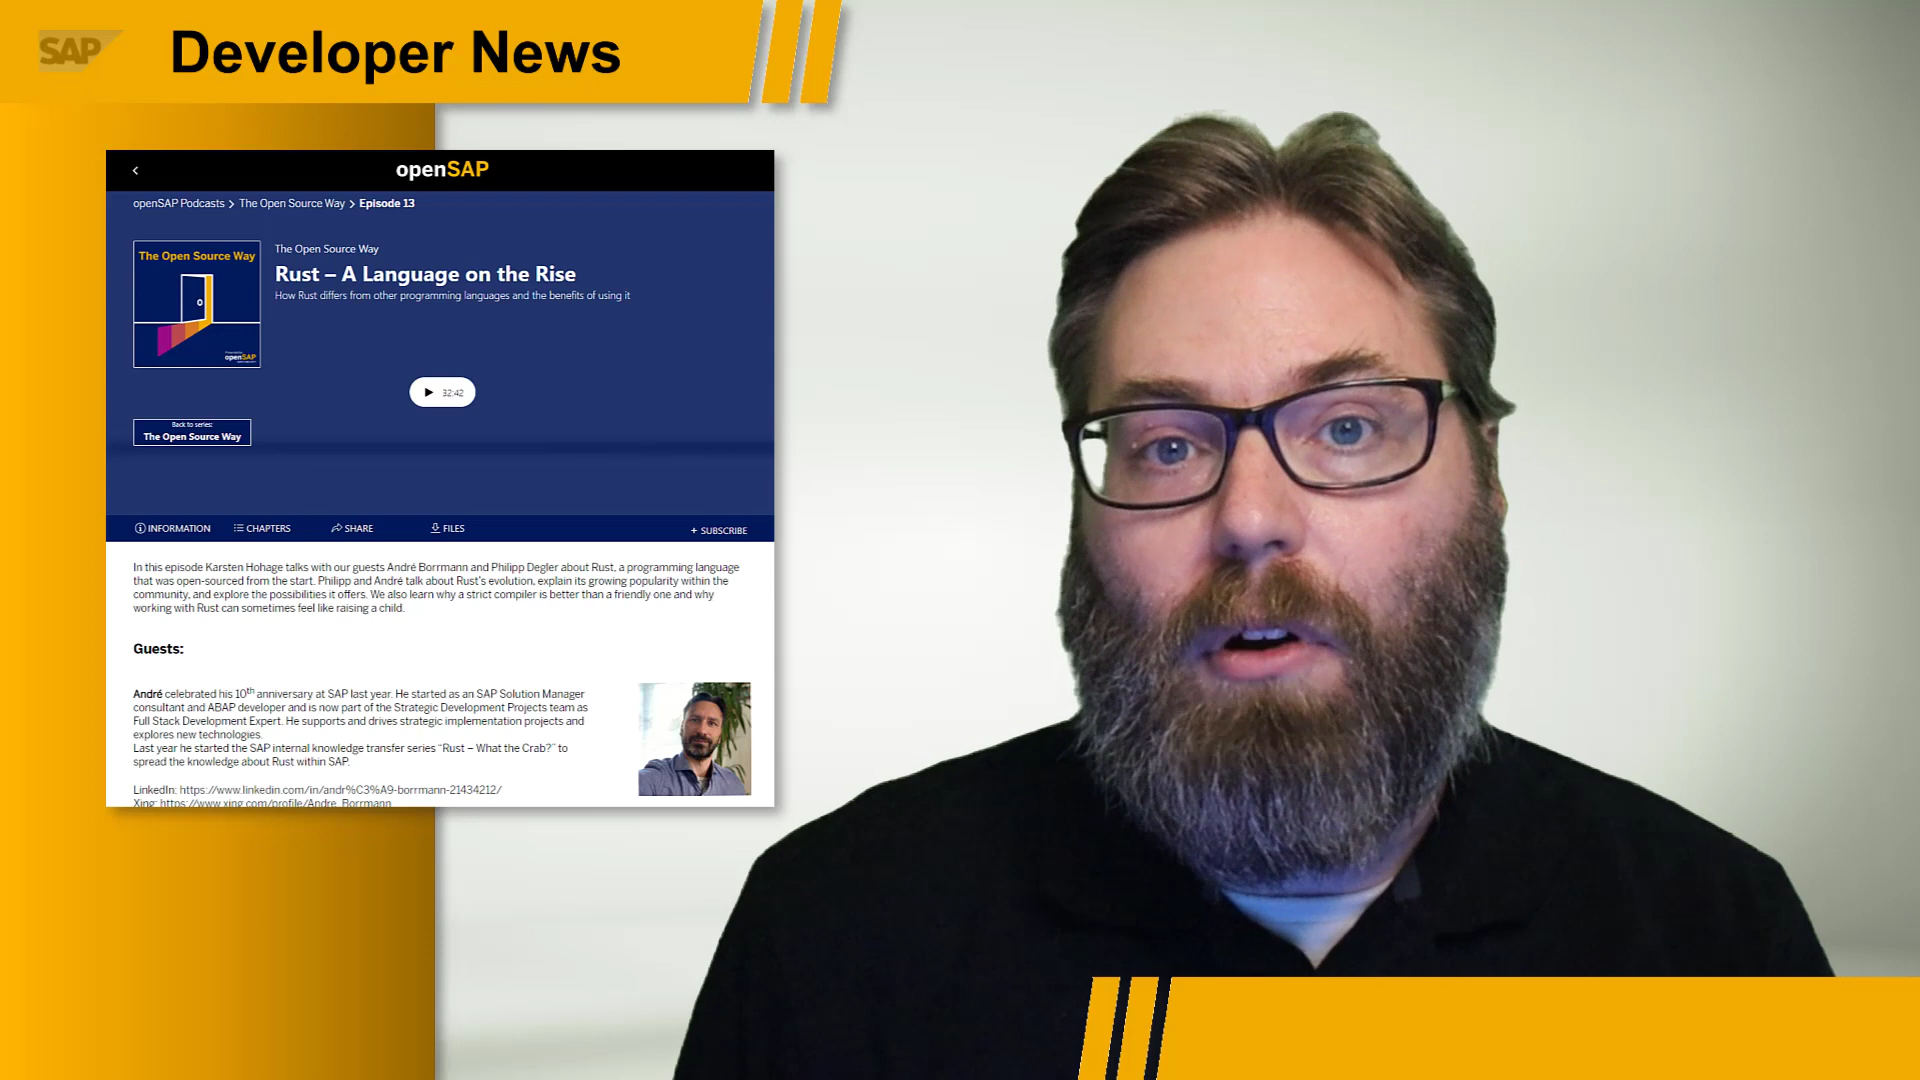 SAP
Developer News
openSAP
openSAP Podcasts > The Open Source Way > Episode 13
The Open Source Way
openSAP
The Open Source Way
Rust – A Language on the Rise
How Rust differs from other programming languages and the benefits of using it
32:42
Back to series:
The Open Source Way
INFORMATION
CHAPTERS
SHARE
FILES
+ SUBSCRIBE
In this episode Karsten Hohage talks with our guests André Borrmann and Philipp Degler about Rust, a programming language
that was open-sourced from the start. Philipp and André talk about Rust's evolution, explain its growing popularity within the
community, and explore the possibilities it offers. We also learn why a strict compiler is better than a friendly one and why
working with Rust can sometimes feel like raising a child.
Guests:
André celebrated his 10th anniversary at SAP last year. He started as an SAP Solution Manager
consultant and ABAP developer and is now part of the Strategic Development Projects team as
Full Stack Development Expert. He supports and drives strategic implementation projects and
explores new technologies.
Last year he started the SAP internal knowledge transfer series “Rust – What the Crab?” to
spread the knowledge about Rust within SAP.
LinkedIn: https://www.linkedin.com/in/andr%C3%A9-borrmann-21434212/
Xing: https://www.xing.com/profile/Andre_Borrmann